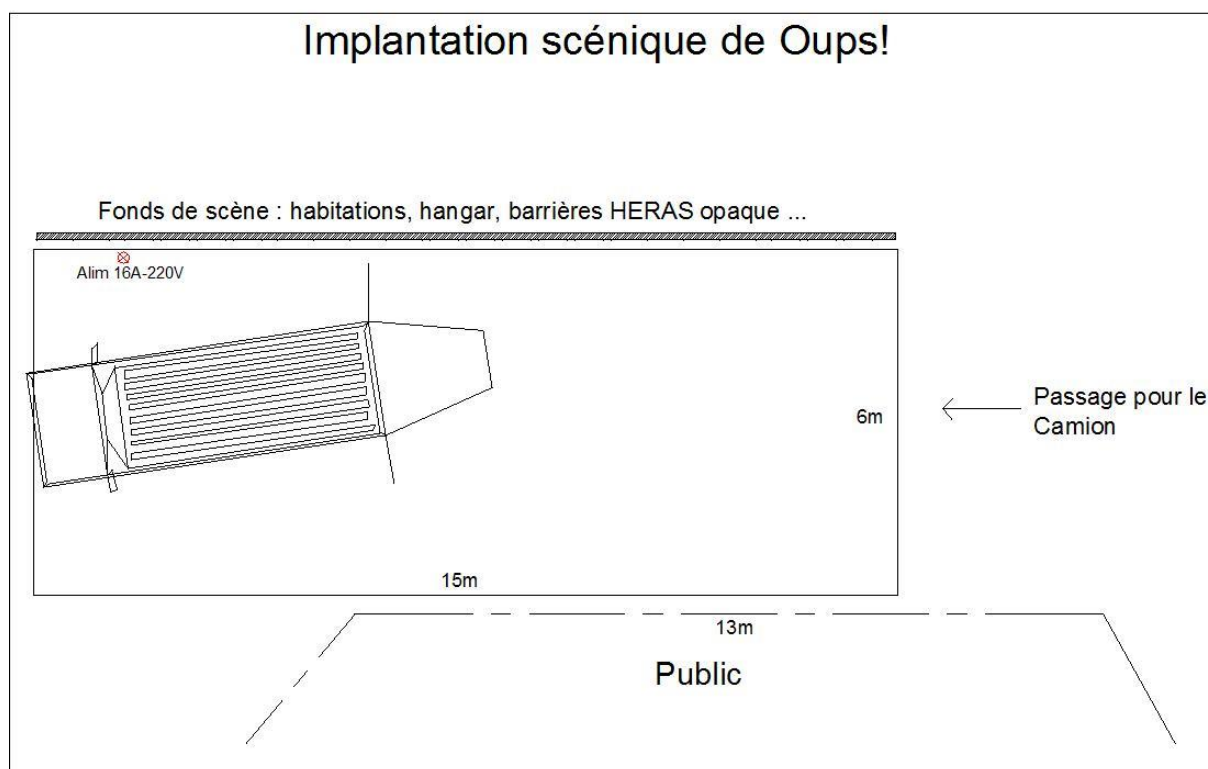 Implantation scénique de Oups!
Fonds de scène : habitations, hangar, barrières HERAS opaque ...
Alim 16A-220V
6m
Passage pour le
Camion
15m
13m
Public